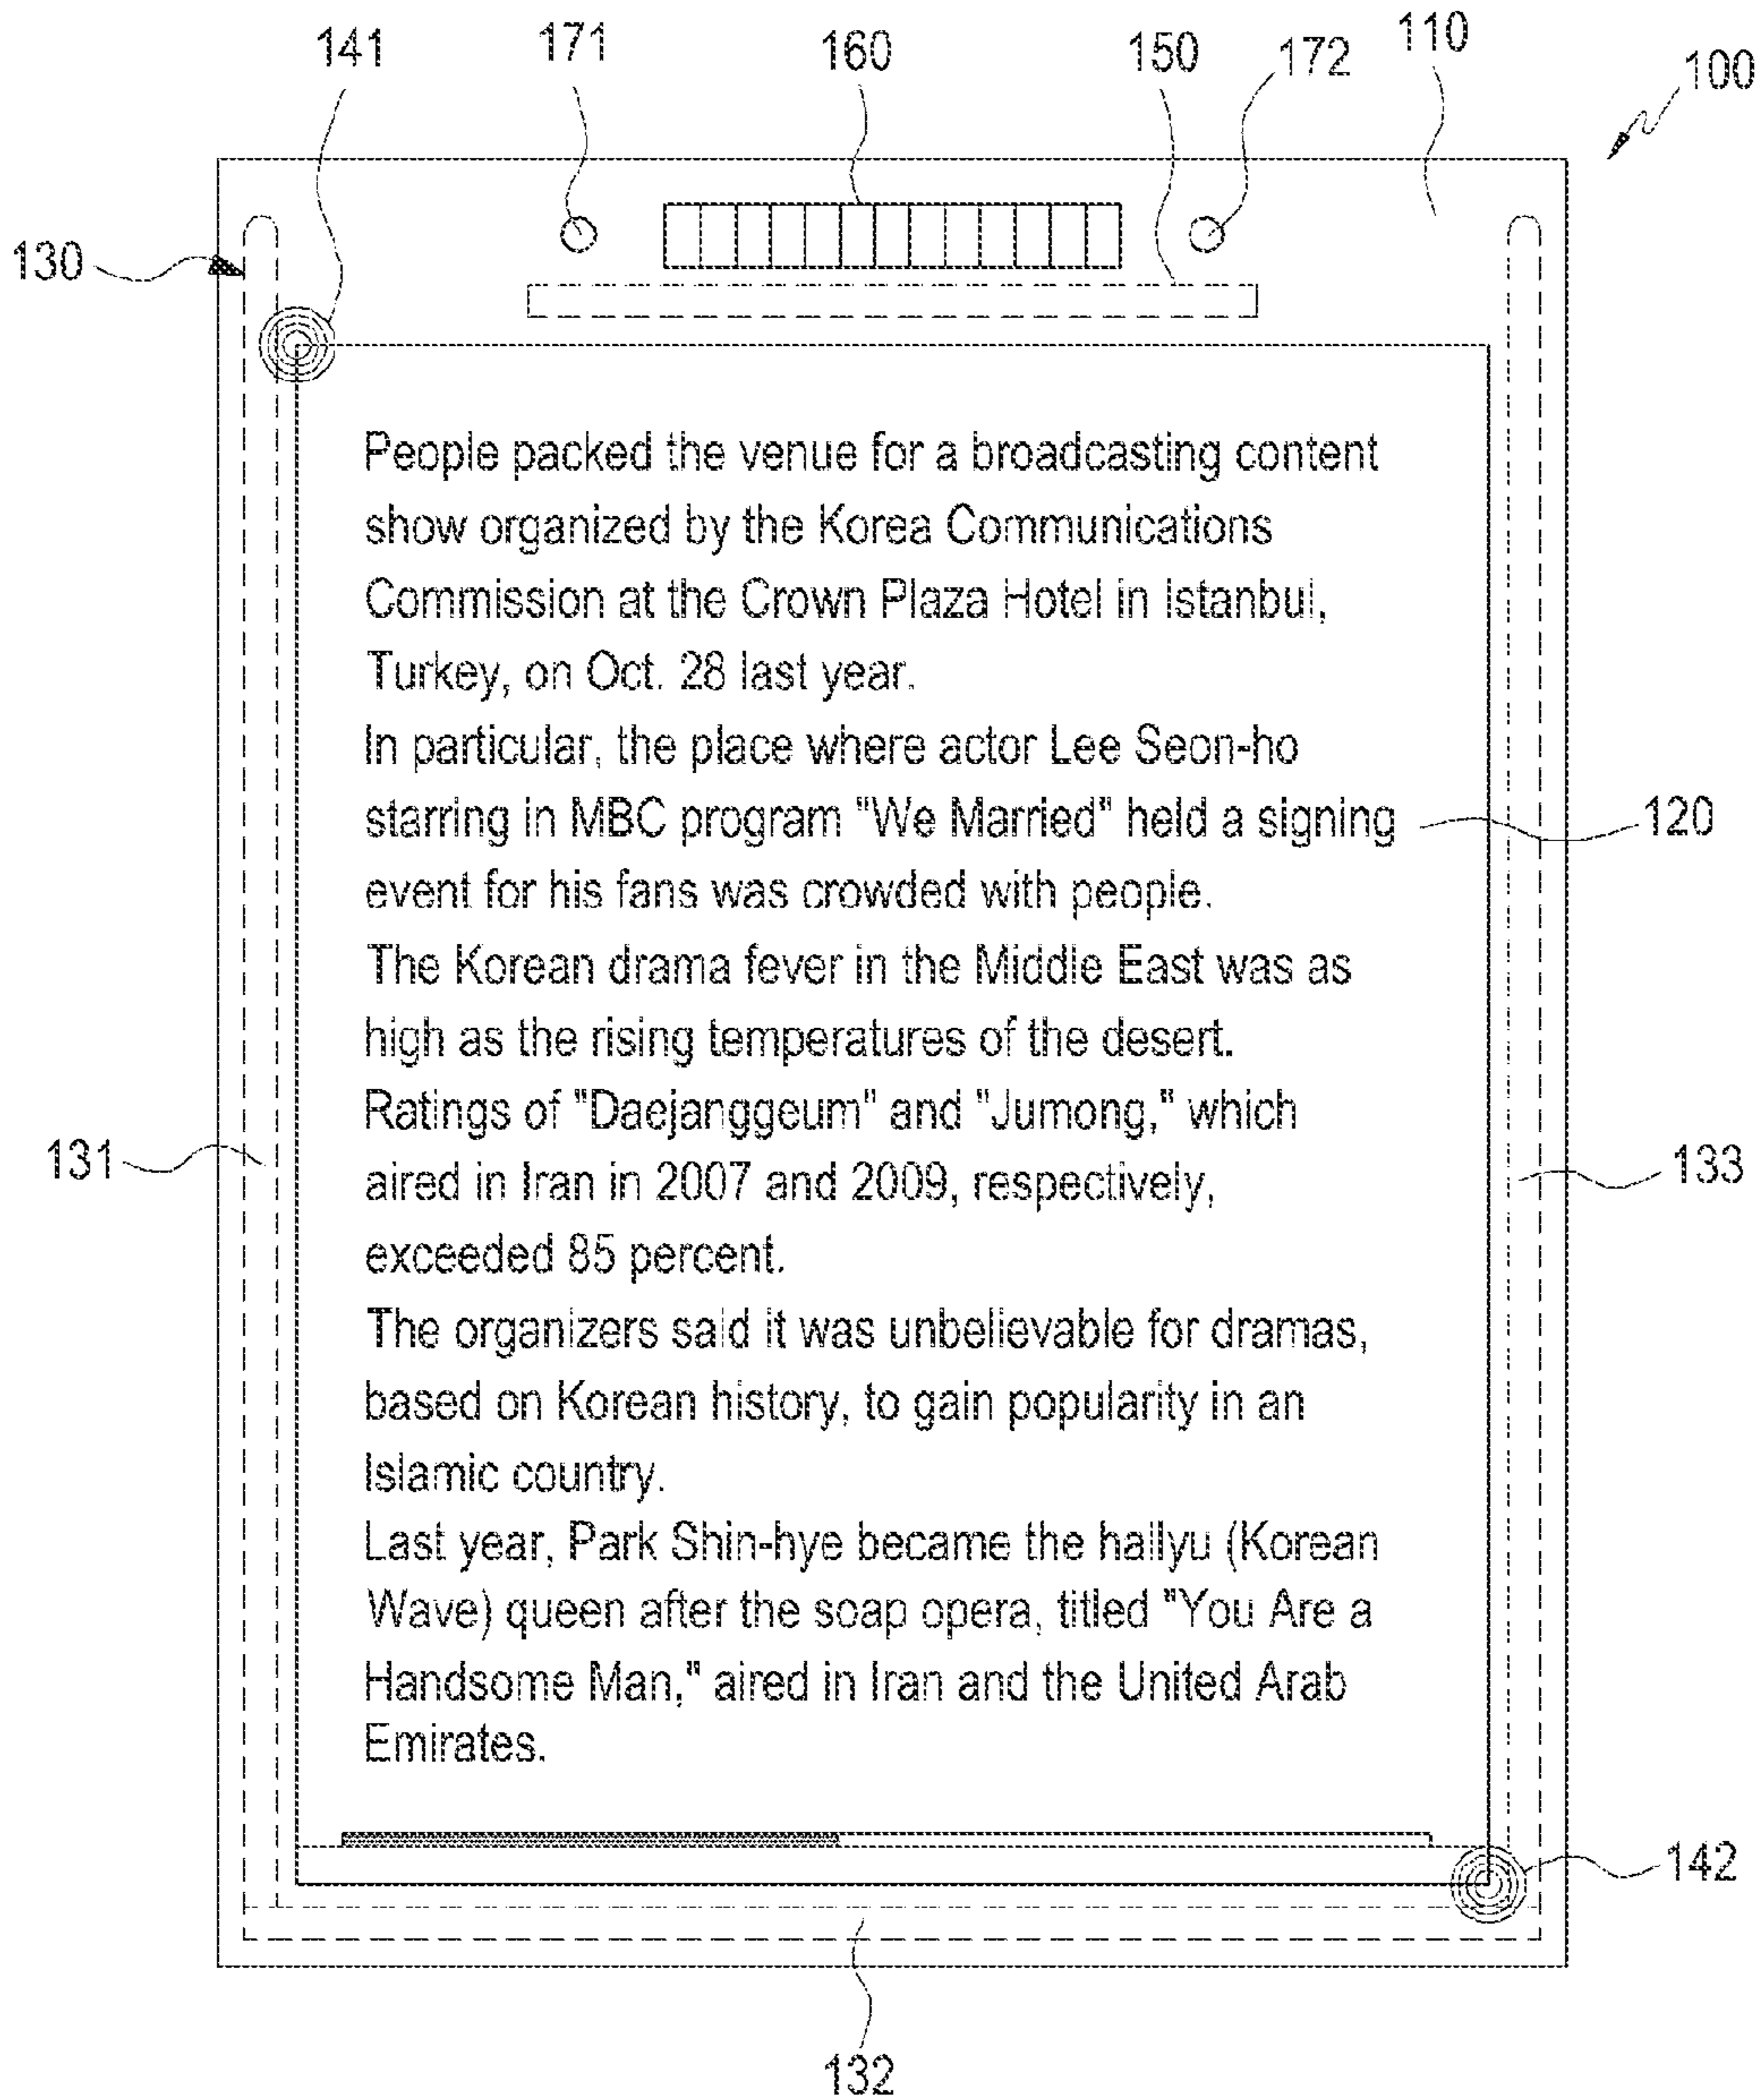 141 171 160 150 172 110 100
130
People packed the venue for a broadcasting content
show organized by the Korea Communications
Commission at the Crown Plaza Hotel in Istanbul,
Turkey, on Oct. 28 last year.
In particular, the place where actor Lee Seon-ho
starring in MBC program "We Married" held a signing
120
event for his fans was crowded with people.
The Korean drama fever in the Middle East was as
high as the rising temperatures of the desert.
Ratings of "Daejanggeum" and "Jumong," which
131
133
aired in Iran in 2007 and 2009, respectively,
exceeded 85 percent.
The organizers said it was unbelievable for dramas,
based on Korean history, to gain popularity in an
Islamic country.
Last year, Park Shin-hye became the hallyu (Korean
Wave) queen after the soap opera, titled "You Are a
Handsome Man," aired in Iran and the United Arab
Emirates.
142
132